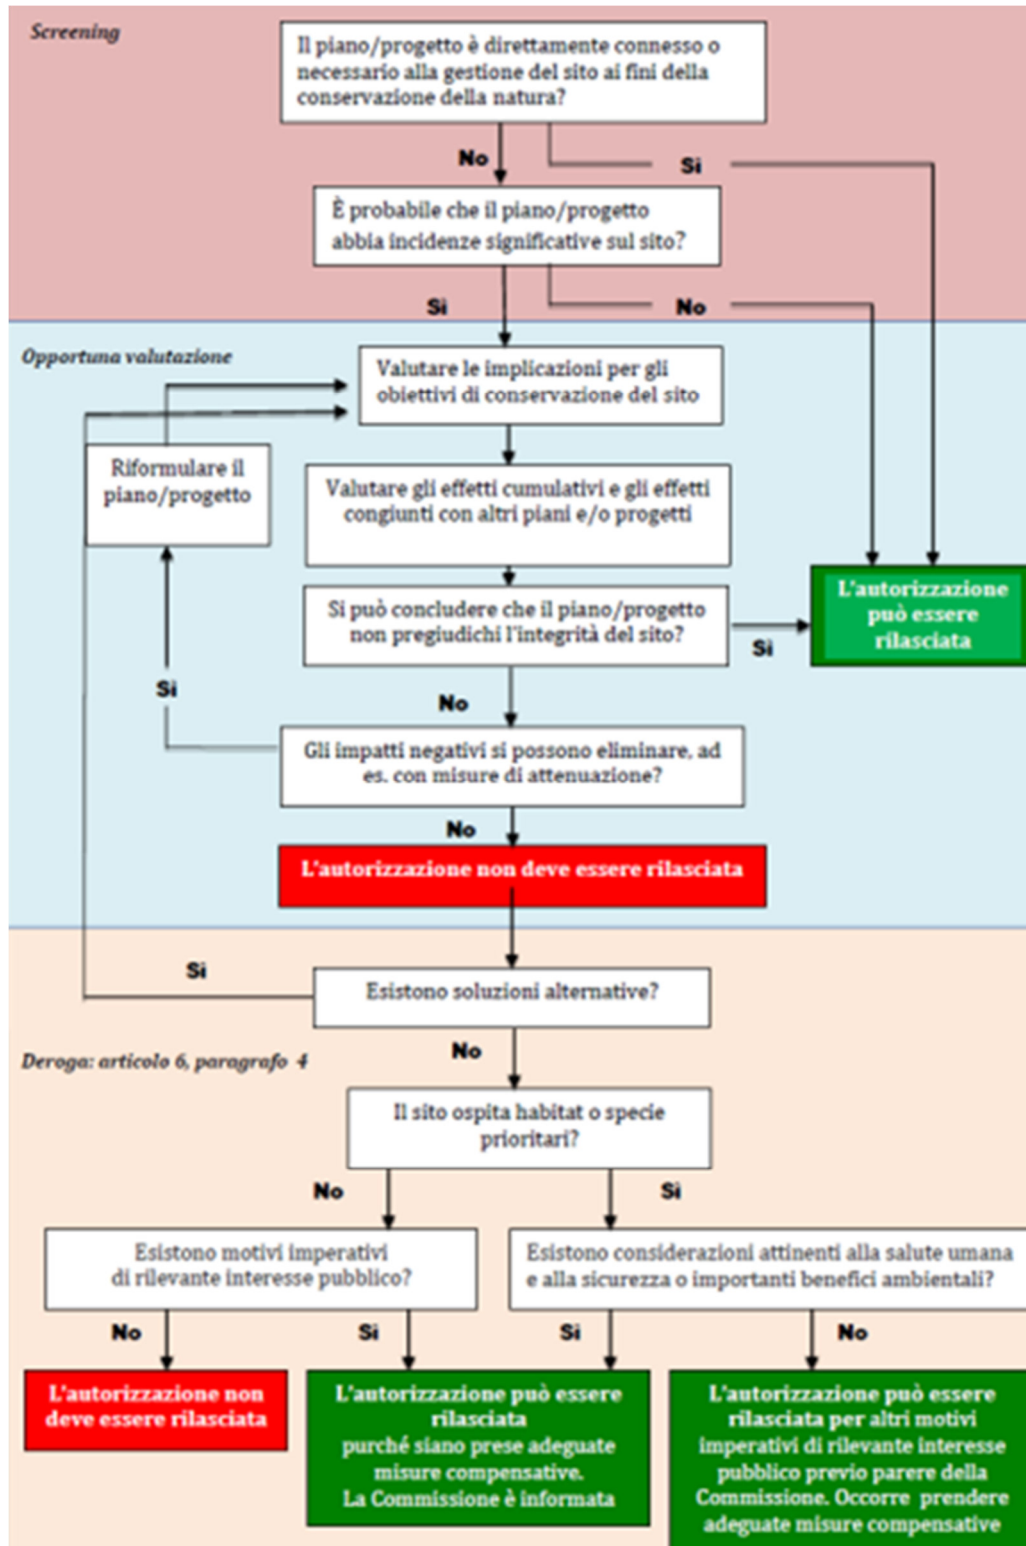 Screening
Il piano/progetto è direttamente connesso o
necessario alla gestione del sito ai fini della
conservazione della natura?
No
Sì
È probabile che il piano/progetto
abbia incidenze significative sul sito?
Sì
No
Opportuna valutazione
Valutare le implicazioni per gli
obiettivi di conservazione del sito
Riformulare il
piano/progetto
Valutare gli effetti cumulativi e gli effetti
congiunti con altri piani e/o progetti
Si può concludere che il piano/progetto
non pregiudichi l'integrità del sito?
Sì
L'autorizzazione
può essere
rilasciata
Sì
No
Gli impatti negativi si possono eliminare, ad
es. con misure di attenuazione?
No
L'autorizzazione non deve essere rilasciata
Sì
Esistono soluzioni alternative?
No
Deroga: articolo 6, paragrafo 4
Il sito ospita habitat o specie
prioritari?
No
Sì
Esistono motivi imperativi
di rilevante interesse pubblico?
Esistono considerazioni attinenti alla salute umana
e alla sicurezza o importanti benefici ambientali?
No
Sì
Sì
No
L'autorizzazione non
deve essere rilasciata
L'autorizzazione può essere
rilasciata
purché siano prese adeguate
misure compensative.
La Commissione è informata
L'autorizzazione può essere
rilasciata per altri motivi
imperativi di rilevante interesse
pubblico previo parere della
Commissione. Occorre prendere
adeguate misure compensative